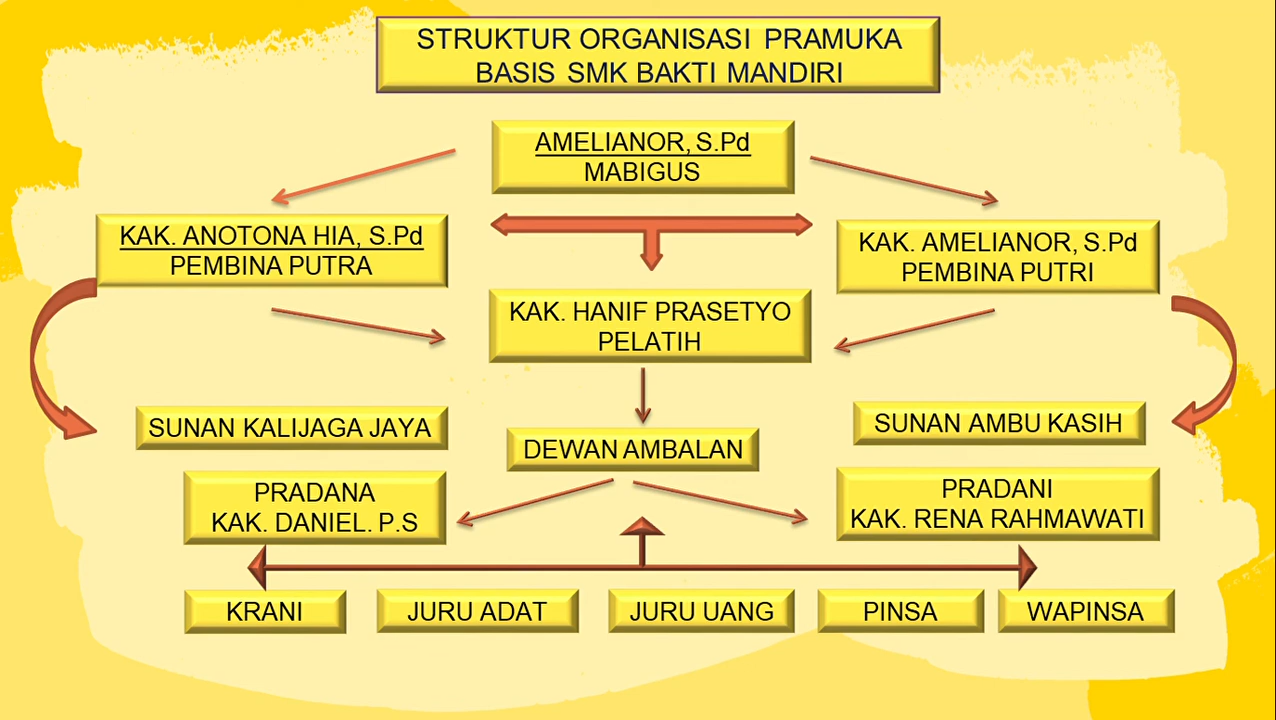 STRUKTUR ORGANISASI PRAMUKA
BASIS SMK BAKTI MANDIRI
AMELIANOR, S.Pd
MABIGUS
KAK. ANOTONA HIA, S.Pd
PEMBINA PUTRA
KAK. AMELIANOR, S.Pd
PEMBINA PUTRI
KAK. HANIF PRASETYO
PELATIH
SUNAN KALIJAGA JAYA
DEWAN AMBALAN
SUNAN AMBU KASIH
PRADANA
KAK. DANIEL. P.S
PRADANI
KAK. RENA RAHMAWATI
KRANI
JURU ADAT
JURU UANG
PINSA
WAPINSA